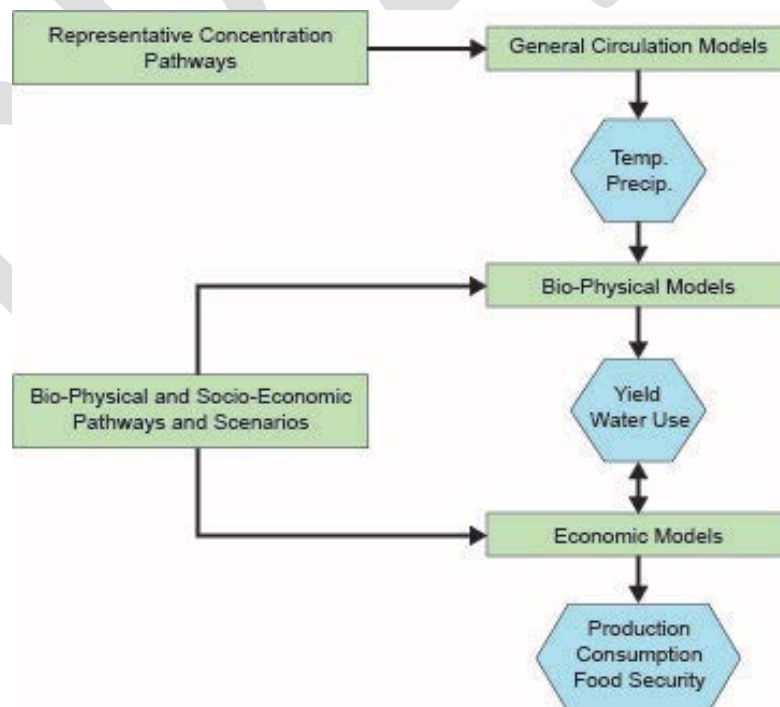 Representative Concentration
Pathways
General Circulation Models
Temp.
Precip.
Bio-Physical Models
Bio-Physical and Socio-Economic
Pathways and Scenarios
Yield
Water Use
Economic Models
Production
Consumption
Food Security